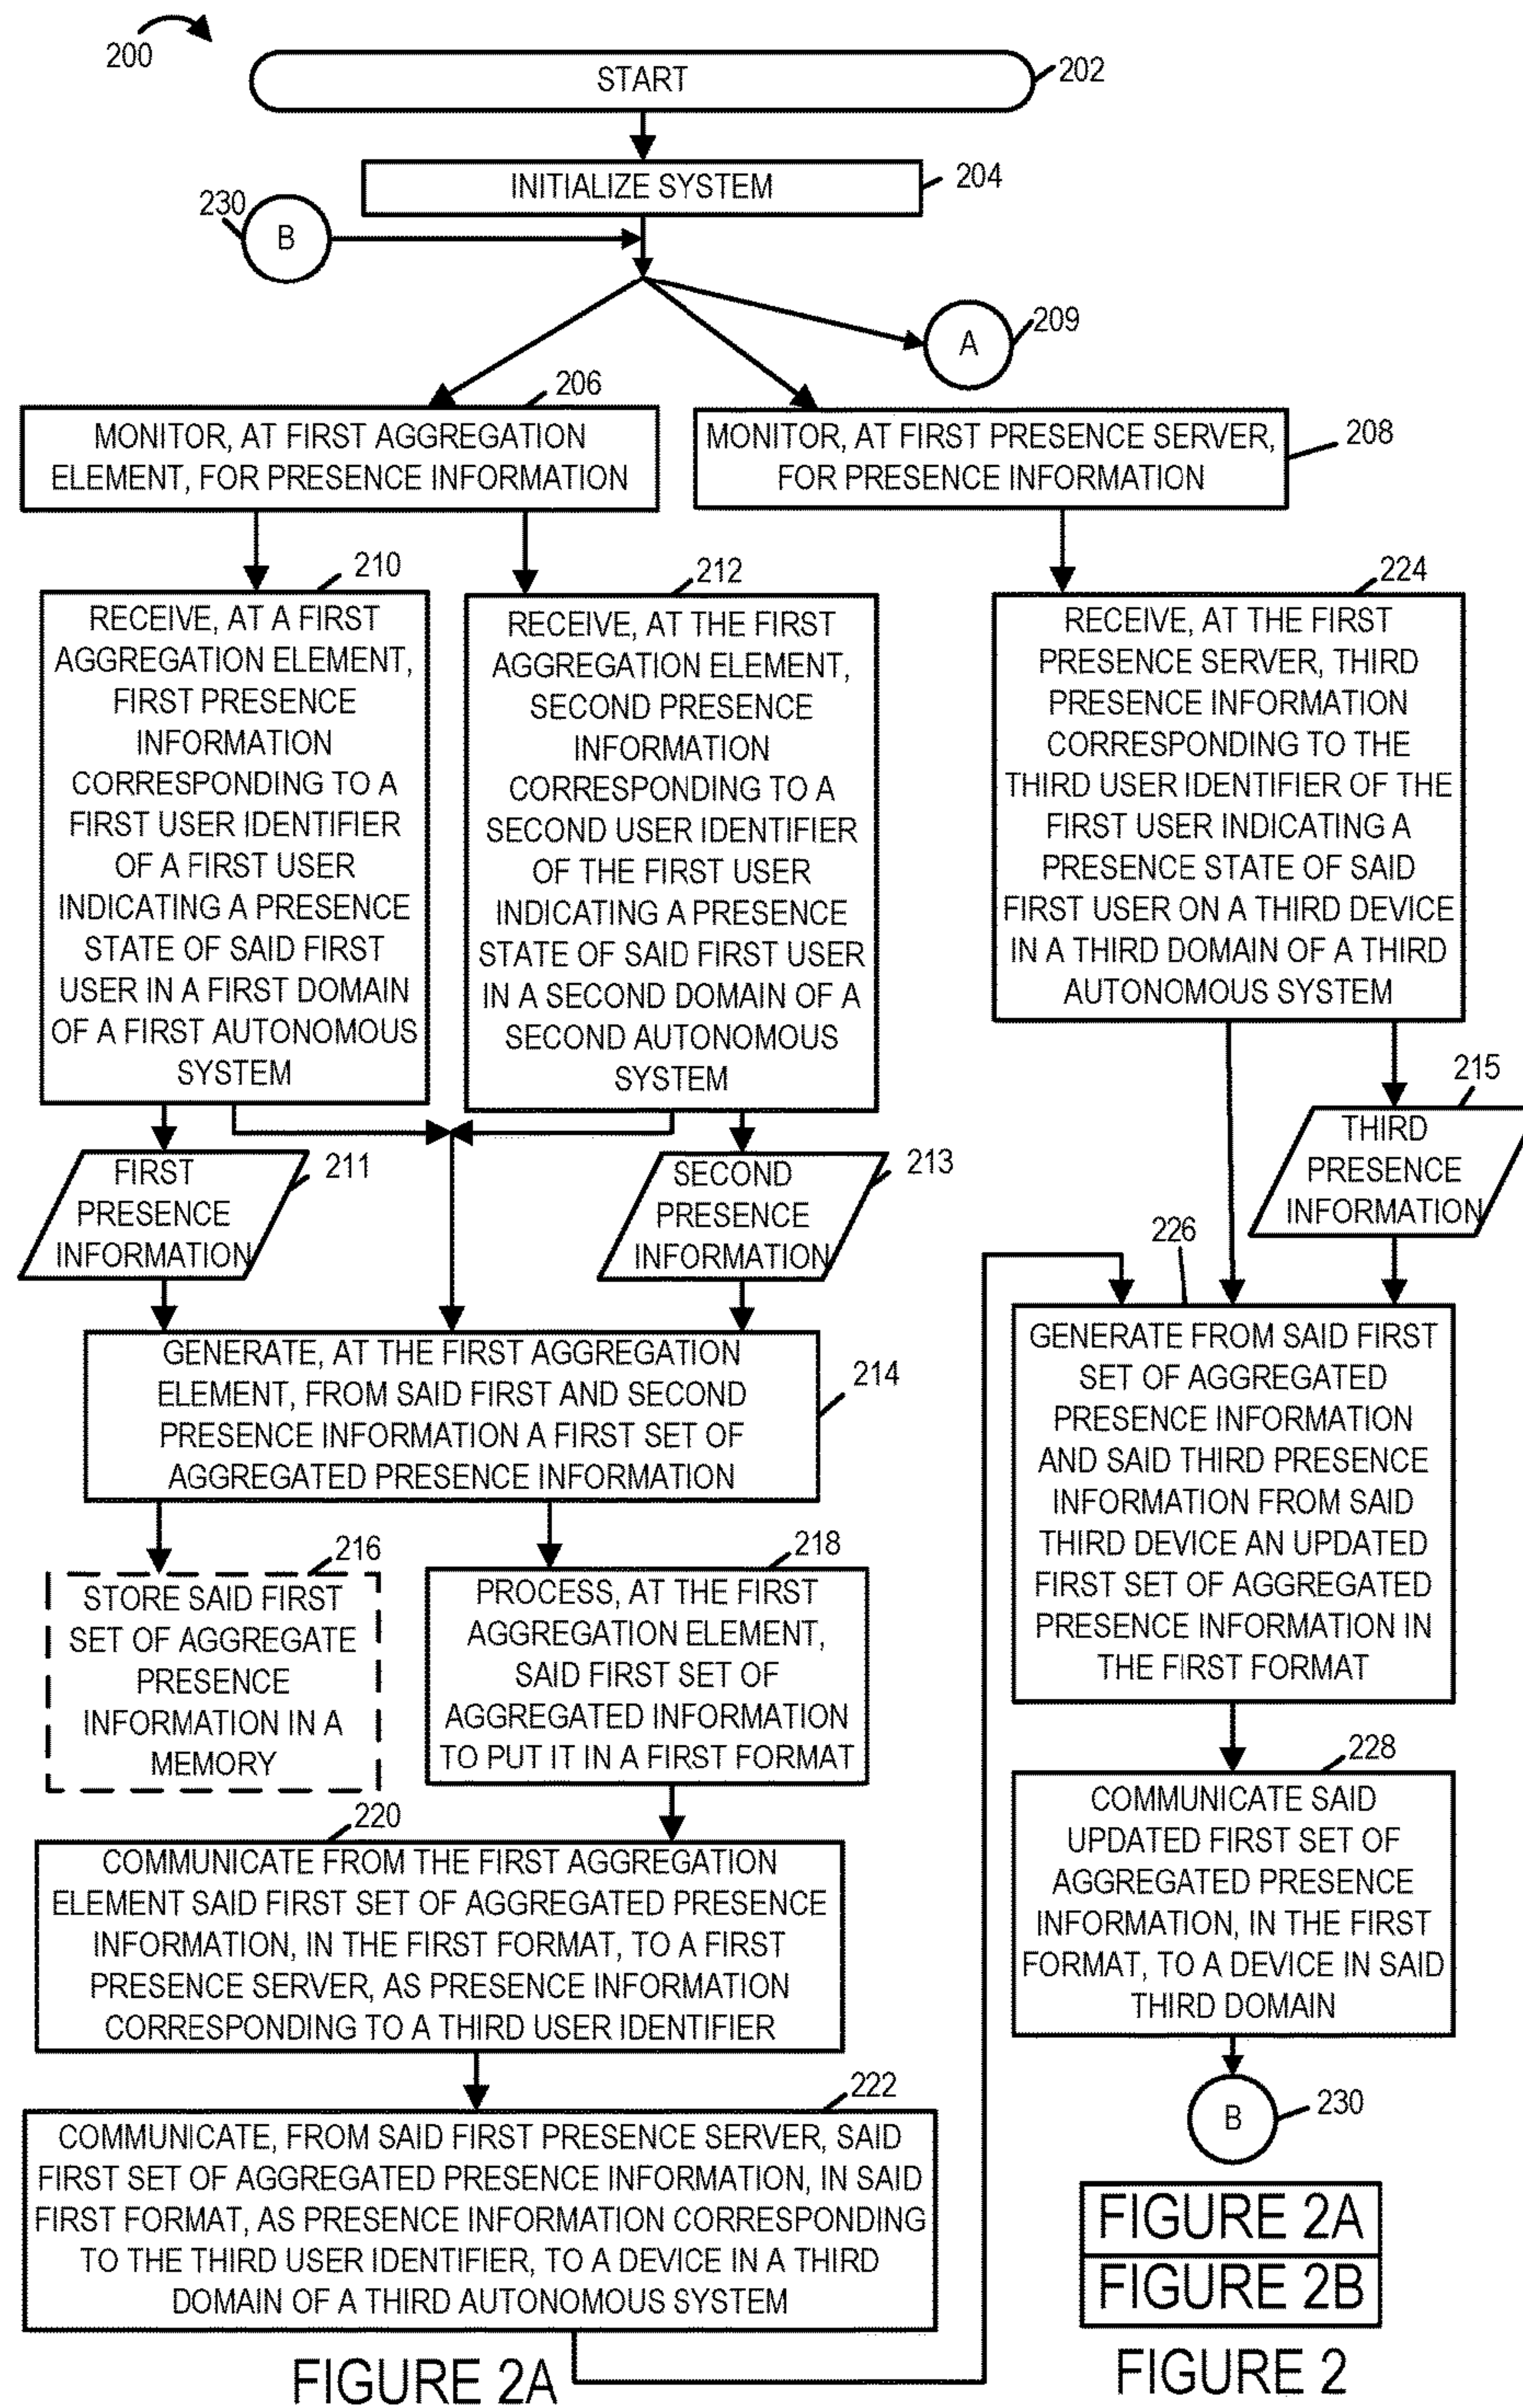 200
START
202
INITIALIZE SYSTEM
204
230
B
A
209
206
MONITOR, AT FIRST AGGREGATION
ELEMENT, FOR PRESENCE INFORMATION
MONITOR, AT FIRST PRESENCE SERVER,
FOR PRESENCE INFORMATION
208
210
RECEIVE, AT A FIRST
AGGREGATION ELEMENT,
FIRST PRESENCE
INFORMATION
CORRESPONDING TO A
FIRST USER IDENTIFIER
OF A FIRST USER
INDICATING A PRESENCE
STATE OF SAID FIRST
USER IN A FIRST DOMAIN
OF A FIRST AUTONOMOUS
SYSTEM
212
RECEIVE, AT THE FIRST
AGGREGATION ELEMENT,
SECOND PRESENCE
INFORMATION
CORRESPONDING TO A
SECOND USER IDENTIFIER
OF THE FIRST USER
INDICATING A PRESENCE
STATE OF SAID FIRST USER
IN A SECOND DOMAIN OF A
SECOND AUTONOMOUS
SYSTEM
224
RECEIVE, AT THE FIRST
PRESENCE SERVER, THIRD
PRESENCE INFORMATION
CORRESPONDING TO THE
THIRD USER IDENTIFIER OF THE
FIRST USER INDICATING A
PRESENCE STATE OF SAID
FIRST USER ON A THIRD DEVICE
IN A THIRD DOMAIN OF A THIRD
AUTONOMOUS SYSTEM
FIRST
PRESENCE
INFORMATION
211
SECOND
PRESENCE
INFORMATION
213
215
THIRD
PRESENCE
INFORMATION
GENERATE, AT THE FIRST AGGREGATION
ELEMENT, FROM SAID FIRST AND SECOND
PRESENCE INFORMATION A FIRST SET OF
AGGREGATED PRESENCE INFORMATION
214
226
GENERATE FROM SAID FIRST
SET OF AGGREGATED
PRESENCE INFORMATION
AND SAID THIRD PRESENCE
INFORMATION FROM SAID
THIRD DEVICE AN UPDATED
FIRST SET OF AGGREGATED
PRESENCE INFORMATION IN
THE FIRST FORMAT
216
STORE SAID FIRST
SET OF AGGREGATE
PRESENCE
INFORMATION IN A
MEMORY
218
PROCESS, AT THE FIRST
AGGREGATION ELEMENT,
SAID FIRST SET OF
AGGREGATED INFORMATION
TO PUT IT IN A FIRST FORMAT
228
COMMUNICATE SAID
UPDATED FIRST SET OF
AGGREGATED PRESENCE
INFORMATION, IN THE FIRST
FORMAT, TO A DEVICE IN SAID
THIRD DOMAIN
220
COMMUNICATE FROM THE FIRST AGGREGATION
ELEMENT SAID FIRST SET OF AGGREGATED PRESENCE
INFORMATION, IN THE FIRST FORMAT, TO A FIRST
PRESENCE SERVER, AS PRESENCE INFORMATION
CORRESPONDING TO A THIRD USER IDENTIFIER
222
COMMUNICATE, FROM SAID FIRST PRESENCE SERVER, SAID
FIRST SET OF AGGREGATED PRESENCE INFORMATION, IN SAID
FIRST FORMAT, AS PRESENCE INFORMATION CORRESPONDING
TO THE THIRD USER IDENTIFIER, TO A DEVICE IN A THIRD
DOMAIN OF A THIRD AUTONOMOUS SYSTEM
B
230
FIGURE 2A
FIGURE 2B
FIGURE 2
FIGURE 2A